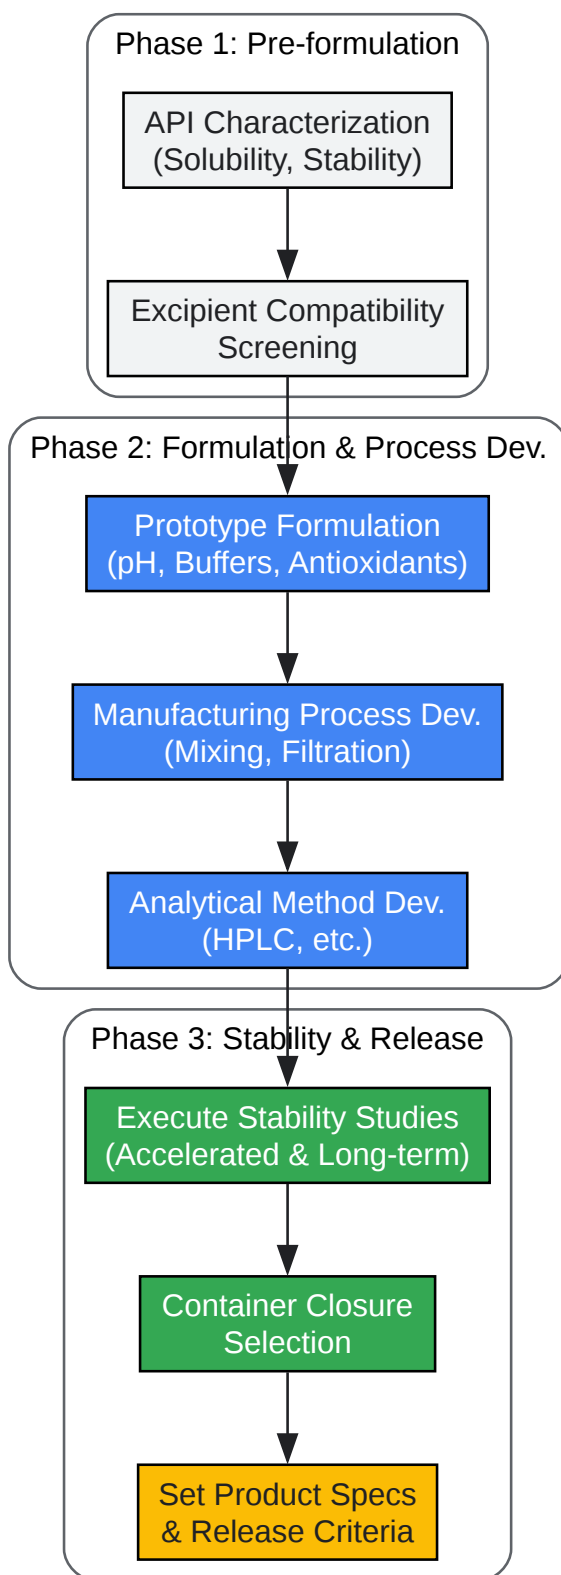 Phase 1: Pre-formulation
API Characterization
(Solubility, Stability)
Excipient Compatibility
Screening
Phase 2: Formulation & Process Dev.
Prototype Formulation
(pH, Buffers, Antioxidants)
Manufacturing Process Dev.
(Mixing, Filtration)
Analytical Method Dev.
(HPLC, etc.)
Phase 3: Stability & Release
Execute Stability Studies
(Accelerated & Long-term)
Container Closure
Selection
Set Product Specs
& Release Criteria